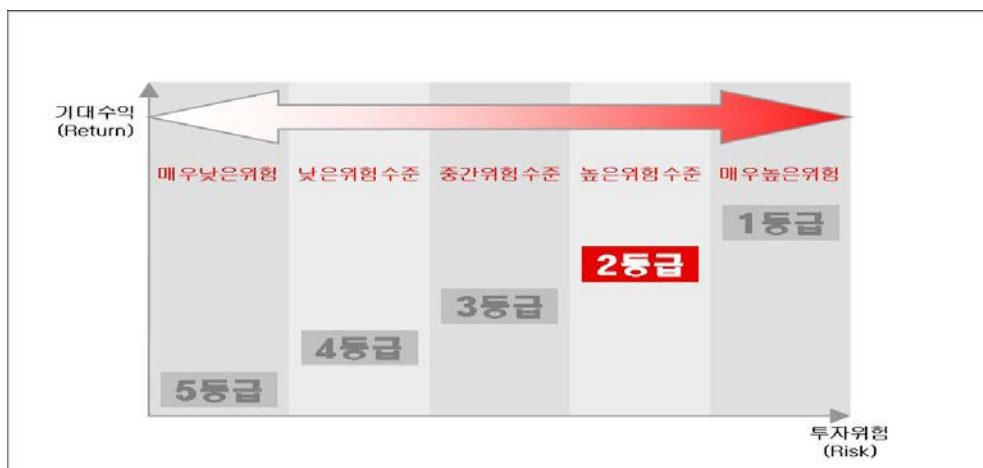 기대수익
(Return)
매우낮은위험 낮은위험수준 중간위험수준 높은위험수준 매우높은위험
1등급
2등급
3등급
4등급
5등급
투자위험
(Risk)